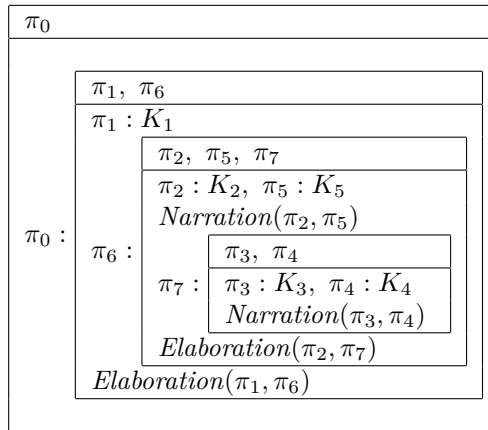 π₀
π₁, π₆
π₁ : K₁
π₂, π₅, π₇
π₂ : K₂, π₅ : K₅
Narration(π₂, π₅)
π₀ :
π₆ :
π₃, π₄
π₇ :
π₃ : K₃, π₄ : K₄
Narration(π₃, π₄)
Elaboration(π₂, π₇)
Elaboration(π₁, π₆)